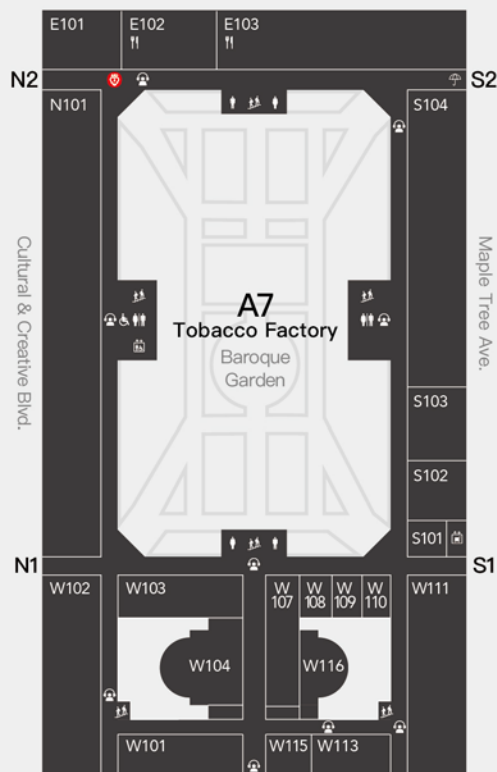 E101
E102
E103
N2
S2
N101
S104
Cultural & Creative Blvd.
Maple Tree Ave.
A7
Tobacco Factory
Baroque
Garden
S103
S102
S101
N1
S1
W102
W103
W
107
W
108
W
109
W
110
W111
W104
W116
W101
W115
W113